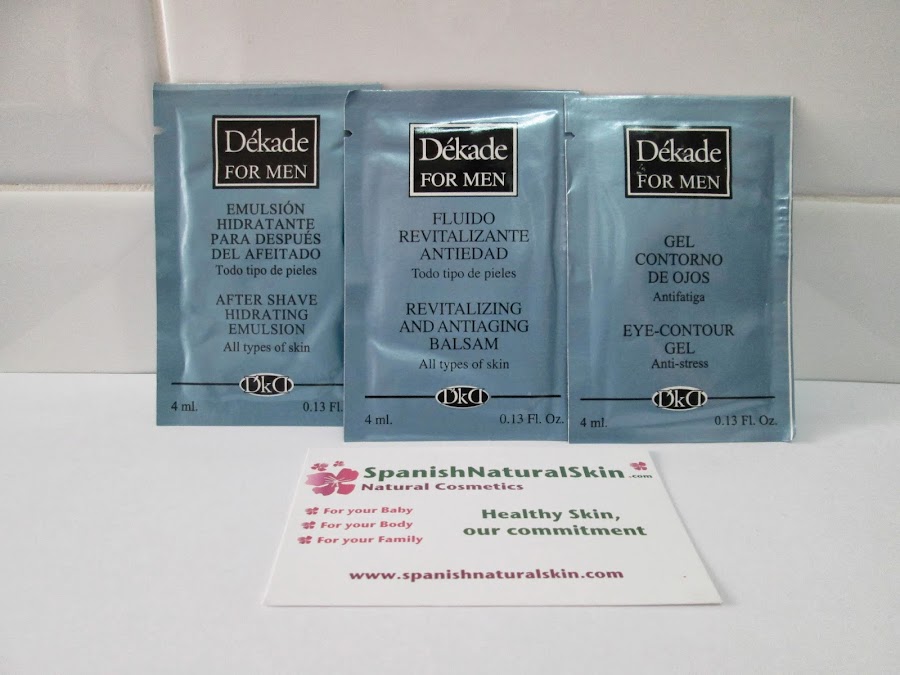 Dékade
FOR MEN
EMULSIÓN
HIDRATANTE
PARA DESPUÉS
DEL AFEITADO
Todo tipo de pieles
AFTER SHAVE
HIDRATING
EMULSION
All types of skin
DkD
4 ml.
0.13 Fl.
Dékade
FOR MEN
FLUIDO
REVITALIZANTE
ANTIEDAD
Todo tipo de pieles
REVITALIZING
AND ANTIAGING
BALSAM
All types of skin
DkD
4 ml.
0.13 Fl. Oz.
Dékade
FOR MEN
GEL
CONTORNO
DE OJOS
Antifatiga
EYE-CONTOUR
GEL
Anti-stress
DkD
4 ml.
0.13 Fl. Oz.
SpanishNaturalSkin.com
Natural Cosmetics
For your Baby
For your Body
For your Family
Healthy Skin,
our commitment
www.spanishnaturalskin.com